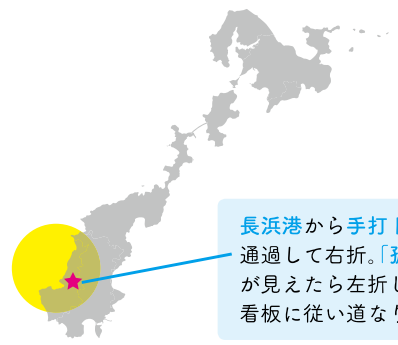 長浜港から手打
通過して右折。「
が見えたら左折し
看板に従い道なり